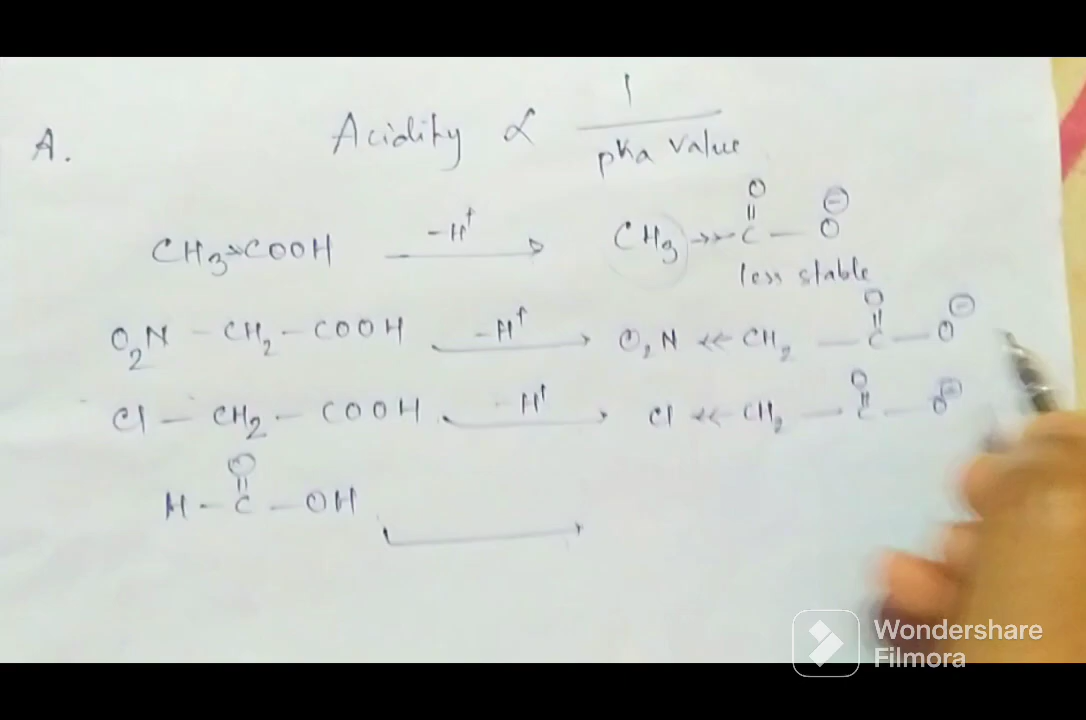 A. Acidity ∝ 1 / pka value
CH3 COOH -H+ CH3 C O O⊖
less stable
O2N - CH2 - COOH -H+ O2N CH2 - C O - O⊖
Cl - CH2 - COOH -H+ Cl CH2 - C O - O⊖
H - C O - OH
Wondershare
Filmora